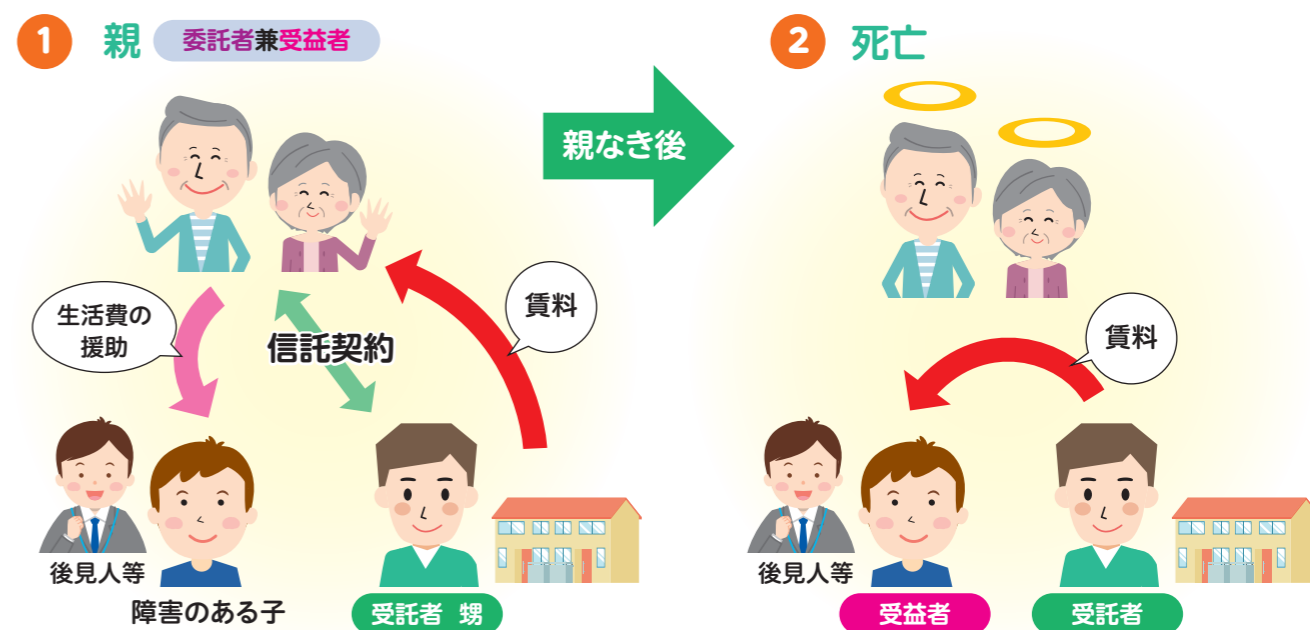 1 親 委託者兼受益者
生活費の
援助
信託契約
賃料
後見人等
障害のある子
受託者 甥
親なき後
2 死亡
賃料
後見人等
受益者
受託者